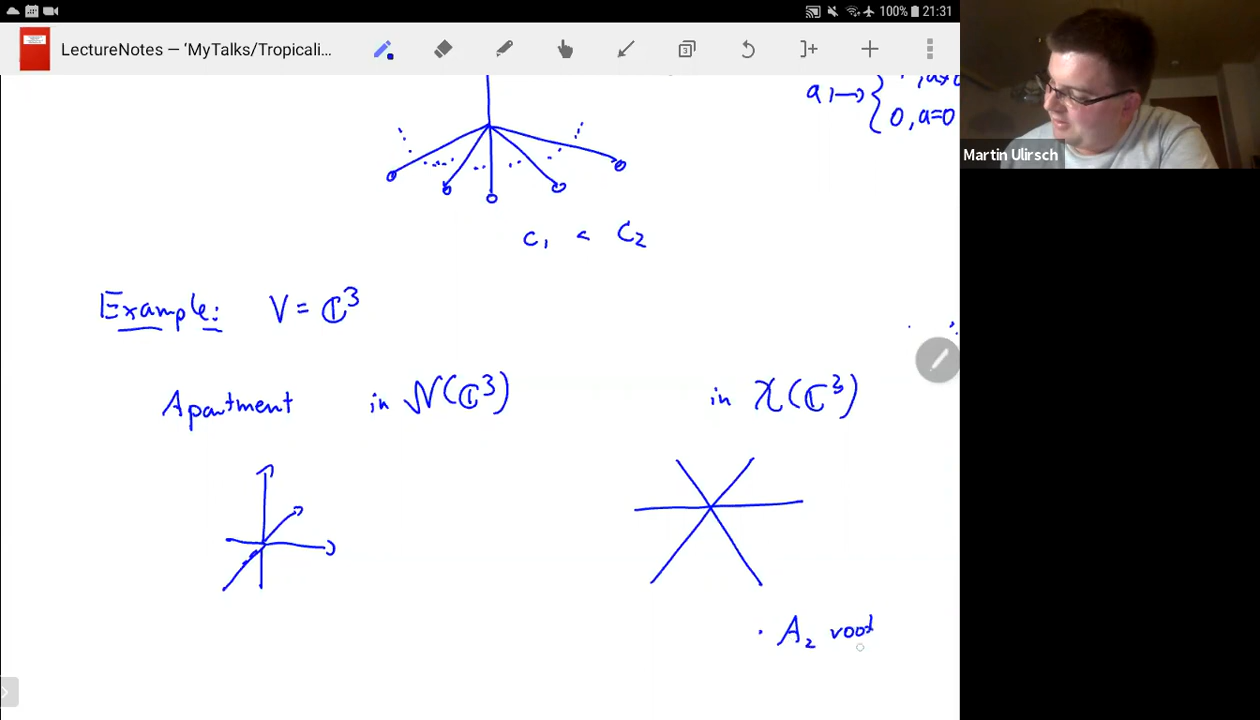 100% 21:31
LectureNotes — ‘MyTalks/Tropicali...
a ↦ { , a≠0
0, a=0
Martin Ulirsch
C₁ < C₂
Example: V = ℂ³
Apartment in 𝒩(ℂ³) in 𝒳(ℂ³)
· A₂ root